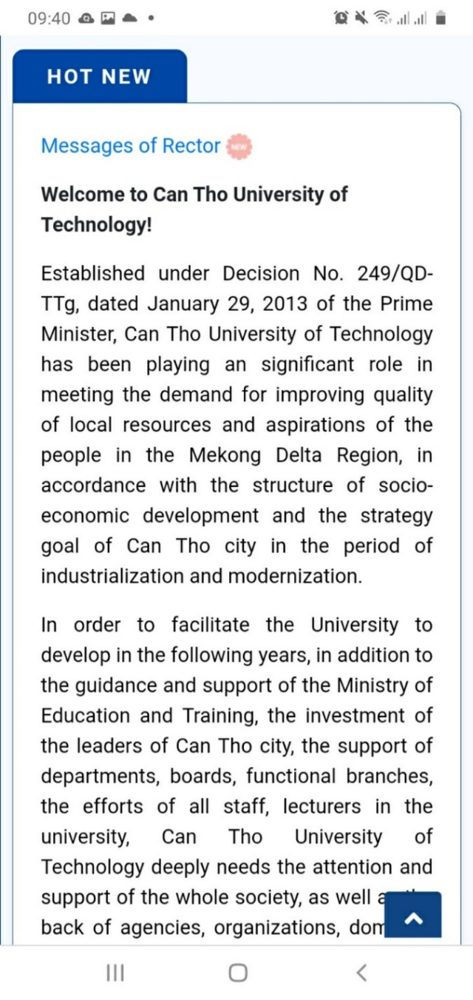 09:40
HOT NEW
Messages of Rector NEW
Welcome to Can Tho University of
Technology!
Established under Decision No. 249/QD-
TTg, dated January 29, 2013 of the Prime
Minister, Can Tho University of Technology
has been playing an significant role in
meeting the demand for improving quality
of local resources and aspirations of the
people in the Mekong Delta Region, in
accordance with the structure of socio-
economic development and the strategy
goal of Can Tho city in the period of
industrialization and modernization.
In order to facilitate the University to
develop in the following years, in addition to
the guidance and support of the Ministry of
Education and Training, the investment of
the leaders of Can Tho city, the support of
departments, boards, functional branches,
the efforts of all staff, lecturers in the
university, Can Tho University of
Technology deeply needs the attention and
support of the whole society, as well
back of agencies, organizations,